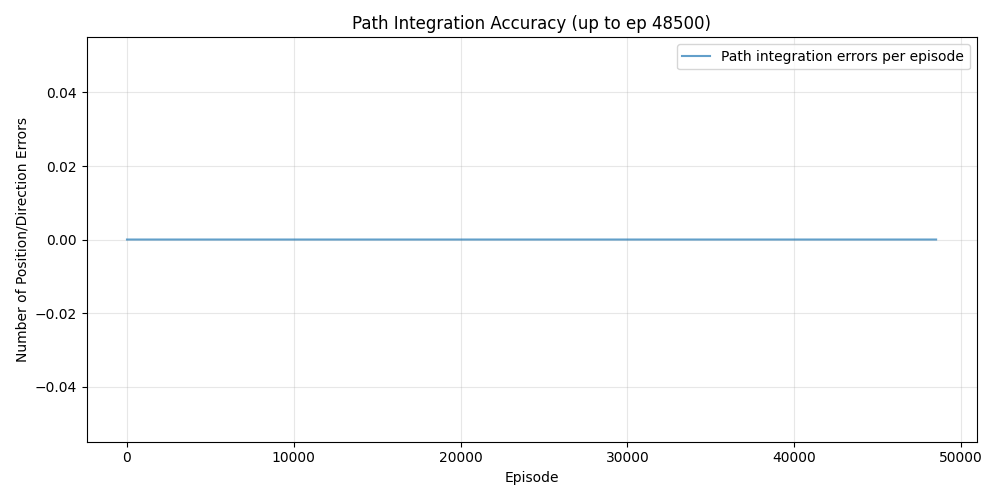 Path Integration Accuracy (up to ep 48500)
Path integration errors per episode
Number of Position/Direction Errors
0.04
0.02
0.00
−0.02
−0.04
0 10000 20000 30000 40000 50000
Episode